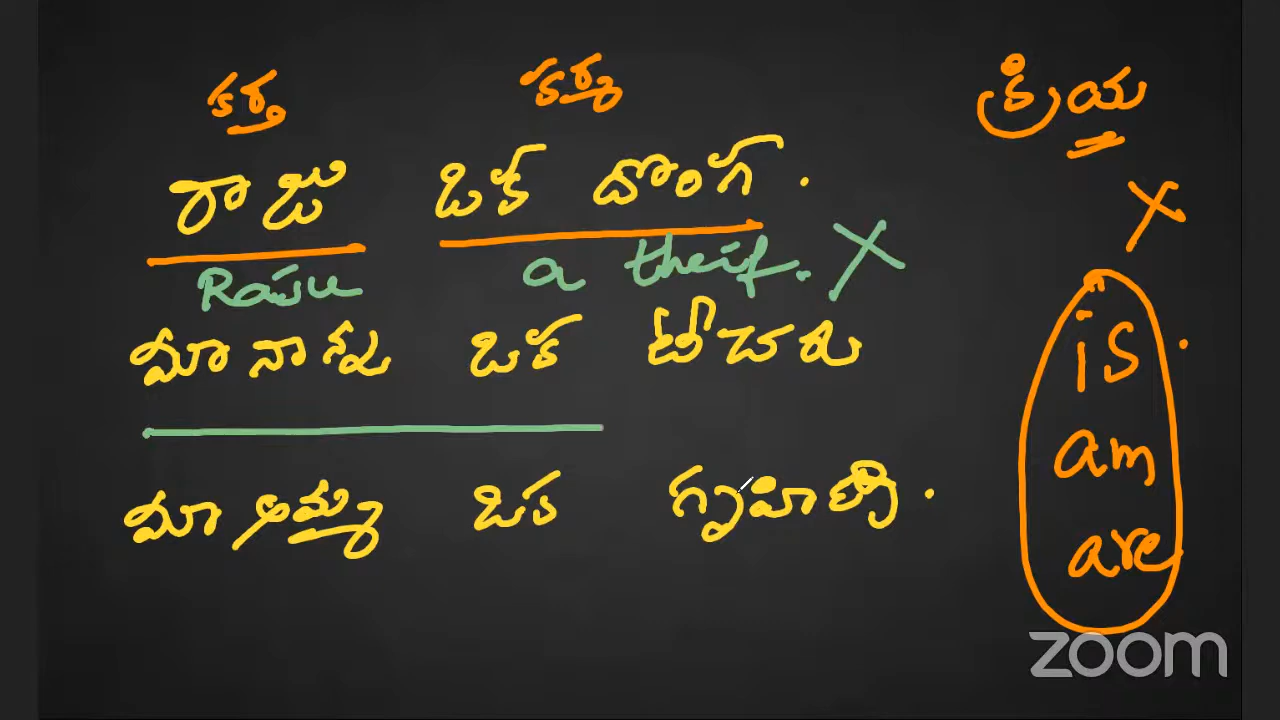 కర్త కర్మ క్రియ
రాజు ఒక దొంగ.
Raju a theif. X X
మీ నాన్న ఒక టీచరు is.
am
మీ అమ్మ ఒక గృహిణి.
are
zoom